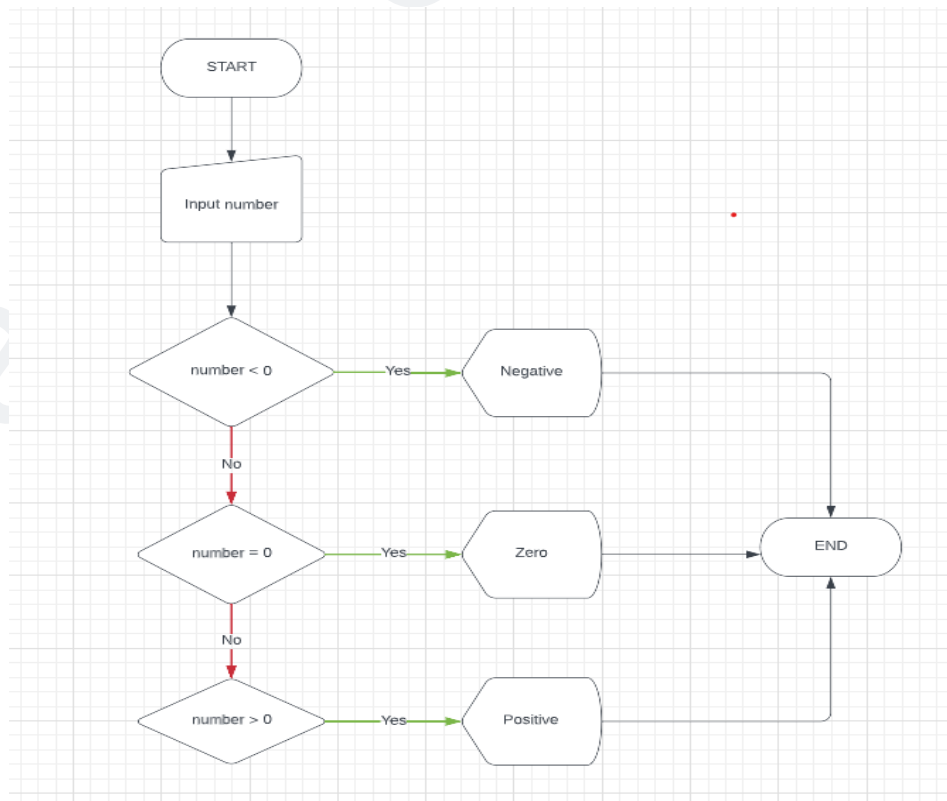 START
Input number
number < 0
Yes
Negative
No
number = 0
Yes
Zero
END
No
number > 0
Yes
Positive